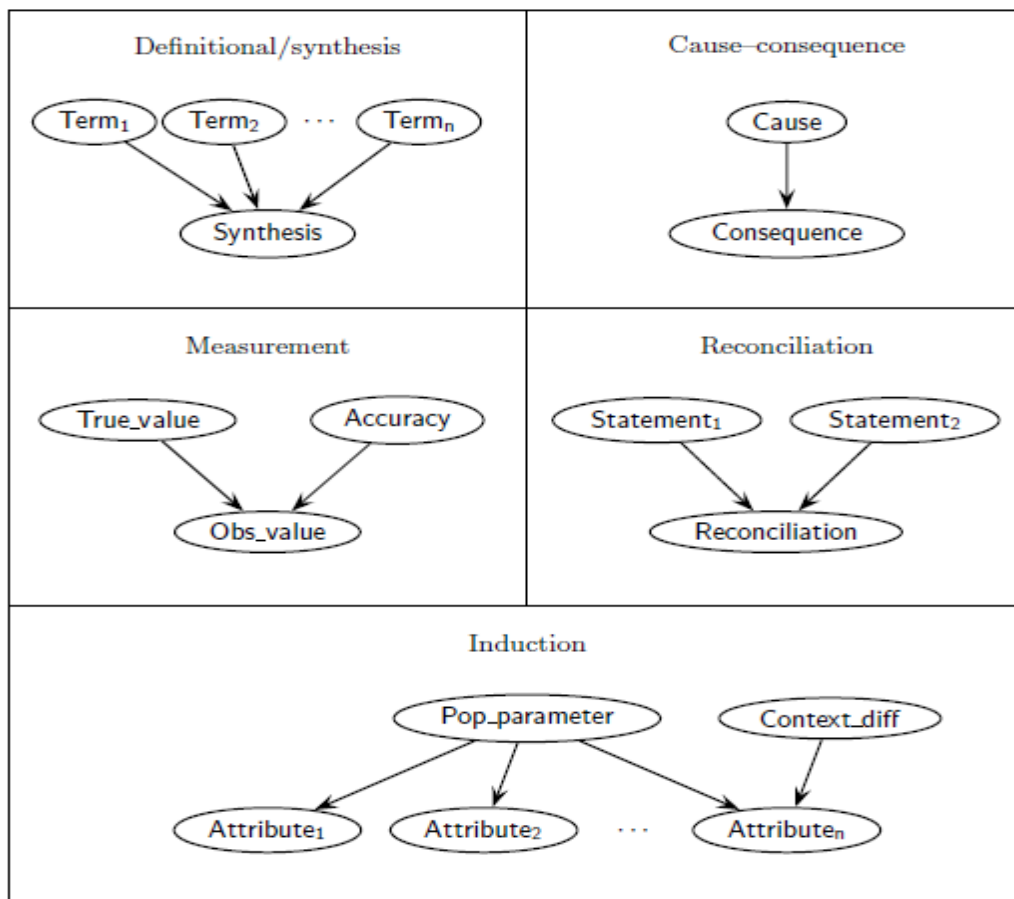 Definitional/synthesis
Term₁ Term₂ ··· Termₙ
Synthesis
Cause–consequence
Cause
Consequence
Measurement
True_value Accuracy
Obs_value
Reconciliation
Statement₁ Statement₂
Reconciliation
Induction
Pop_parameter Context_diff
Attribute₁ Attribute₂ ··· Attributeₙ